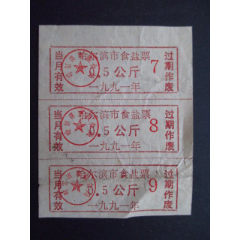 当月有效
哈尔滨市食盐票
0.5公斤
一九九一年
7
过期作废
当月有效
哈尔滨市食盐票
0.5公斤
一九九一年
8
过期作废
当月有效
哈尔滨市食盐票
0.5公斤
一九九一年
9
过期作废